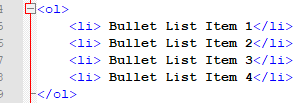 <ol>
<li> Bullet List Item 1</li>
<li> Bullet List Item 2</li>
<li> Bullet List Item 3</li>
<li> Bullet List Item 4</li>
</ol>